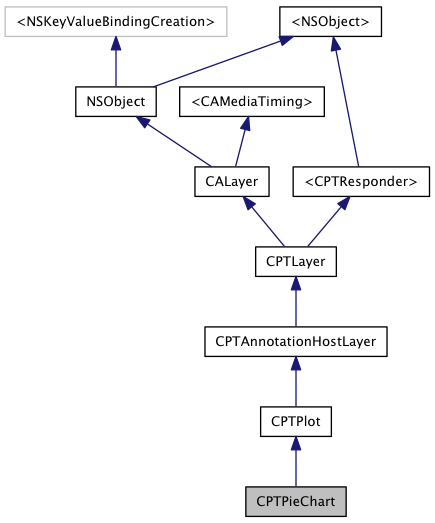 <NSKeyValueBindingCreation>
<NSObject>
NSObject
<CAMediaTiming>
CALayer
<CPTResponder>
CPTLayer
CPTAnnotationHostLayer
CPTPlot
CPTPieChart